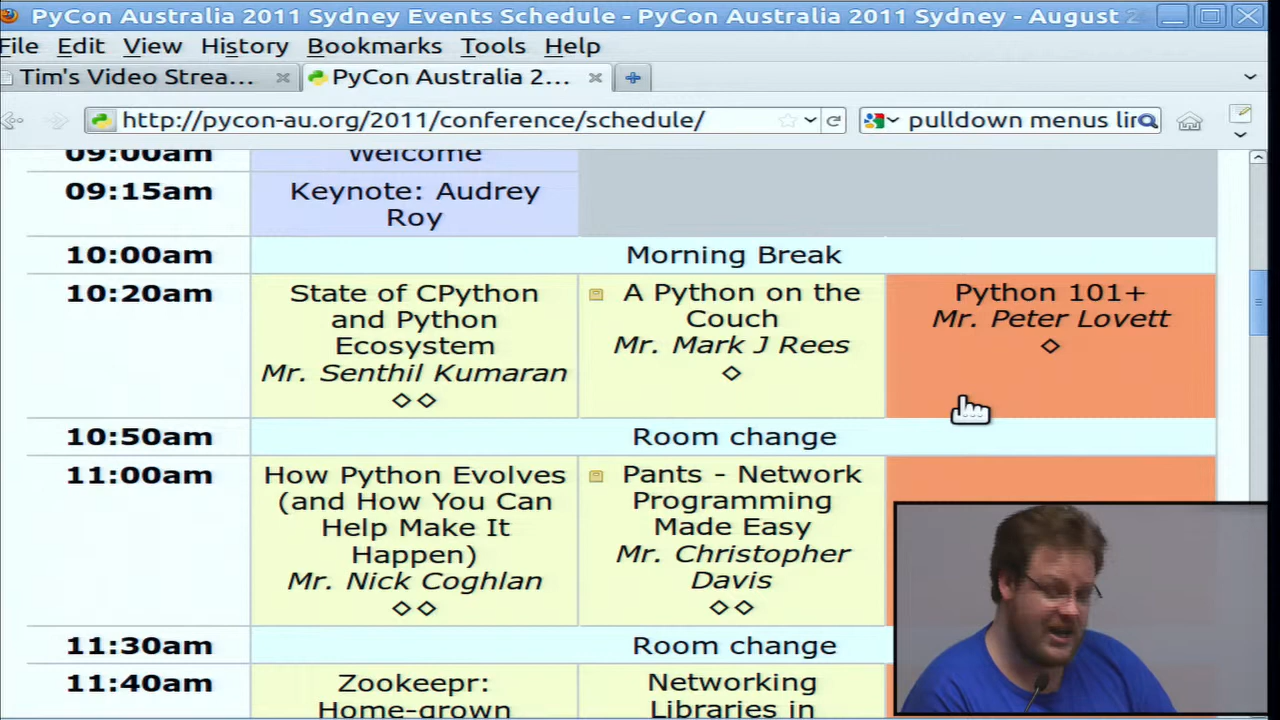 PyCon Australia 2011 Sydney Events Schedule - PyCon Australia 2011 Sydney - August
File Edit View History Bookmarks Tools Help
Tim's Video Strea...
PyCon Australia 2...
http://pycon-au.org/2011/conference/schedule/
pulldown menus lin
09:00am
Welcome
09:15am
Keynote: Audrey
Roy
10:00am
Morning Break
10:20am
State of CPython
and Python
Ecosystem
Mr. Senthil Kumaran
A Python on the
Couch
Mr. Mark J Rees
Python 101+
Mr. Peter Lovett
10:50am
Room change
11:00am
How Python Evolves
(and How You Can
Help Make It
Happen)
Mr. Nick Coghlan
Pants - Network
Programming
Made Easy
Mr. Christopher
Davis
11:30am
Room change
11:40am
Zookeepr:
Home-grown
Networking
Libraries in